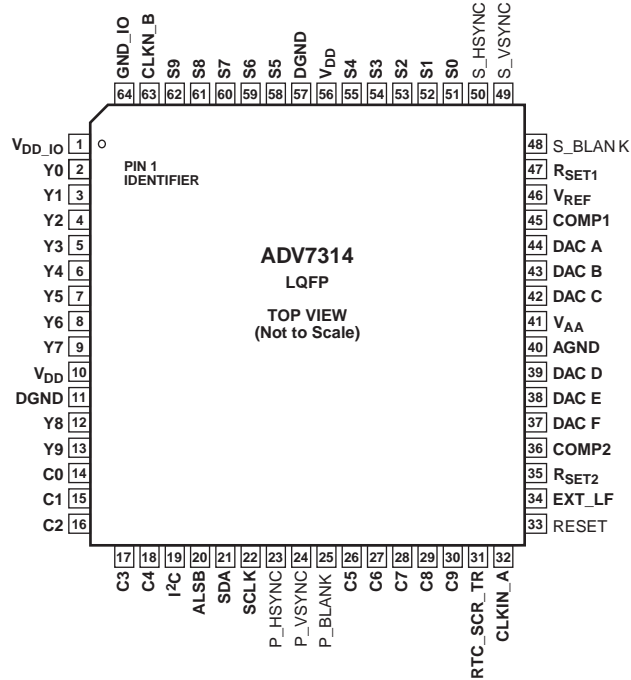 GND_IO
CLKN_B
S9
S8
S7
S6
S5
DGND
VDD
S4
S3
S2
S1
S0
S_HSYNC
S_VSYNC
64 63 62 61 60 59 58 57 56 55 54 53 52 51 50 49
VDD_IO 1
Y0 2
Y1 3
Y2 4
Y3 5
Y4 6
Y5 7
Y6 8
Y7 9
VDD 10
DGND 11
Y8 12
Y9 13
C0 14
C1 15
C2 16
PIN 1
IDENTIFIER
ADV7314
LQFP
TOP VIEW
(Not to Scale)
48 S_BLANK
47 RSET1
46 VREF
45 COMP1
44 DAC A
43 DAC B
42 DAC C
41 VAA
40 AGND
39 DAC D
38 DAC E
37 DAC F
36 COMP2
35 RSET2
34 EXT_LF
33 RESET
17 18 19 20 21 22 23 24 25 26 27 28 29 30 31 32
C3
C4
I²C
ALSB
SDA
SCLK
P_HSYNC
P_VSYNC
P_BLANK
C5
C6
C7
C8
C9
RTC_SCR_TR
CLKIN_A